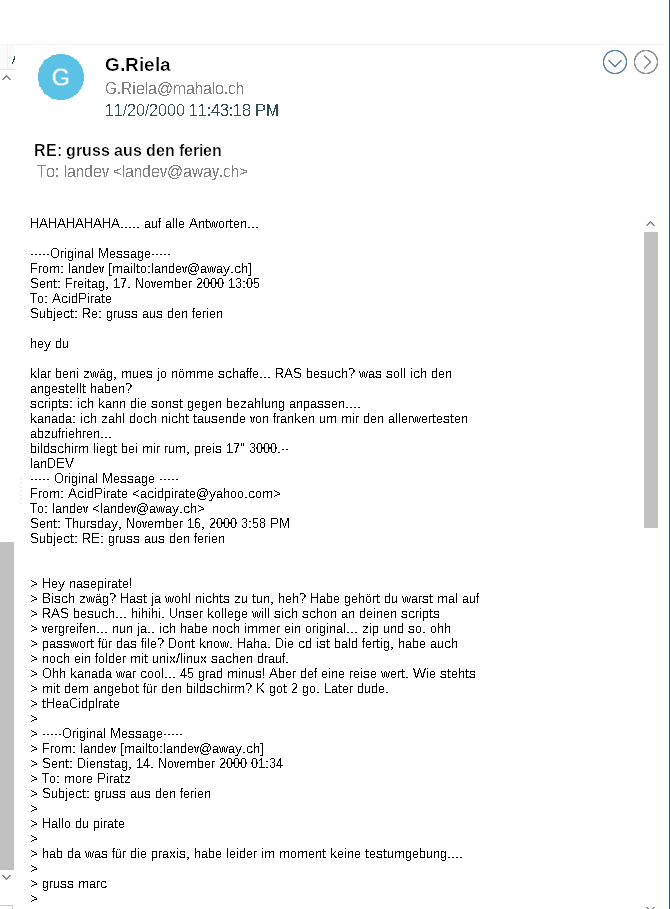 G
G.Riela
G.Riela@mahalo.ch
11/20/2000 11:43:18 PM
RE: gruss aus den ferien
To: landev <landev@away.ch>
HAHAHAHAHA..... auf alle Antworten...
-----Original Message-----
From: landev [mailto:landev@away.ch]
Sent: Freitag, 17. November 2000 13:05
To: AcidPirate
Subject: Re: gruss aus den ferien
hey du
klar beni zwäg, mues jo nömme schaffe... RAS besuch? was soll ich den
angestellt haben?
scripts: ich kann die sonst gegen bezahlung anpassen....
kanada: ich zahl doch nicht tausende von franken um mir den allerwertesten
abzufriehren...
bildschirm liegt bei mir rum, preis 17" 3000.--
lanDEV
----- Original Message -----
From: AcidPirate <acidpirate@yahoo.com>
To: landev <landev@away.ch>
Sent: Thursday, November 16, 2000 3:58 PM
Subject: RE: gruss aus den ferien
> Hey nasepirate!
> Bisch zwäg? Hast ja wohl nichts zu tun, heh? Habe gehört du warst mal auf
> RAS besuch... hihihi. Unser kollege will sich schon an deinen scripts
> vergreifen... nun ja.. ich habe noch immer ein original... zip und so. ohh
> passwort für das file? Dont know. Haha. Die cd ist bald fertig, habe auch
> noch ein folder mit unix/linux sachen drauf.
> Ohh kanada war cool... 45 grad minus! Aber def eine reise wert. Wie stehts
> mit dem angebot für den bildschirm? K got 2 go. Later dude.
> tHeaCidpIrate
>
> -----Original Message-----
> From: landev [mailto:landev@away.ch]
> Sent: Dienstag, 14. November 2000 01:34
> To: more Piratz
> Subject: gruss aus den ferien
>
> Hallo du pirate
>
> hab da was für die praxis, habe leider im moment keine testumgebung....
>
> gruss marc
>